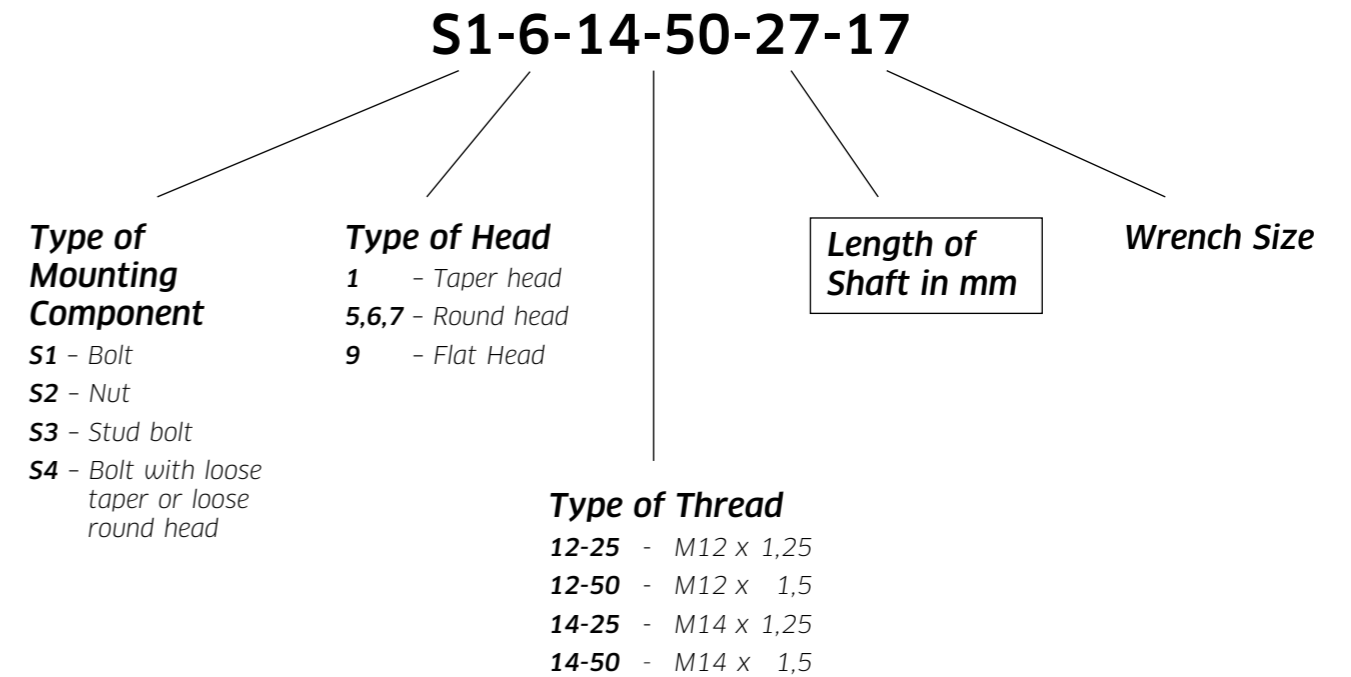 S1-6-14-50-27-17
Type of
Mounting
Component
S1 – Bolt
S2 – Nut
S3 – Stud bolt
S4 – Bolt with loose
taper or loose
round head
Type of Head
1 – Taper head
5,6,7 – Round head
9 – Flat Head
Type of Thread
12-25 - M12 x 1,25
12-50 - M12 x 1,5
14-25 - M14 x 1,25
14-50 - M14 x 1,5
Length of
Shaft in mm
Wrench Size